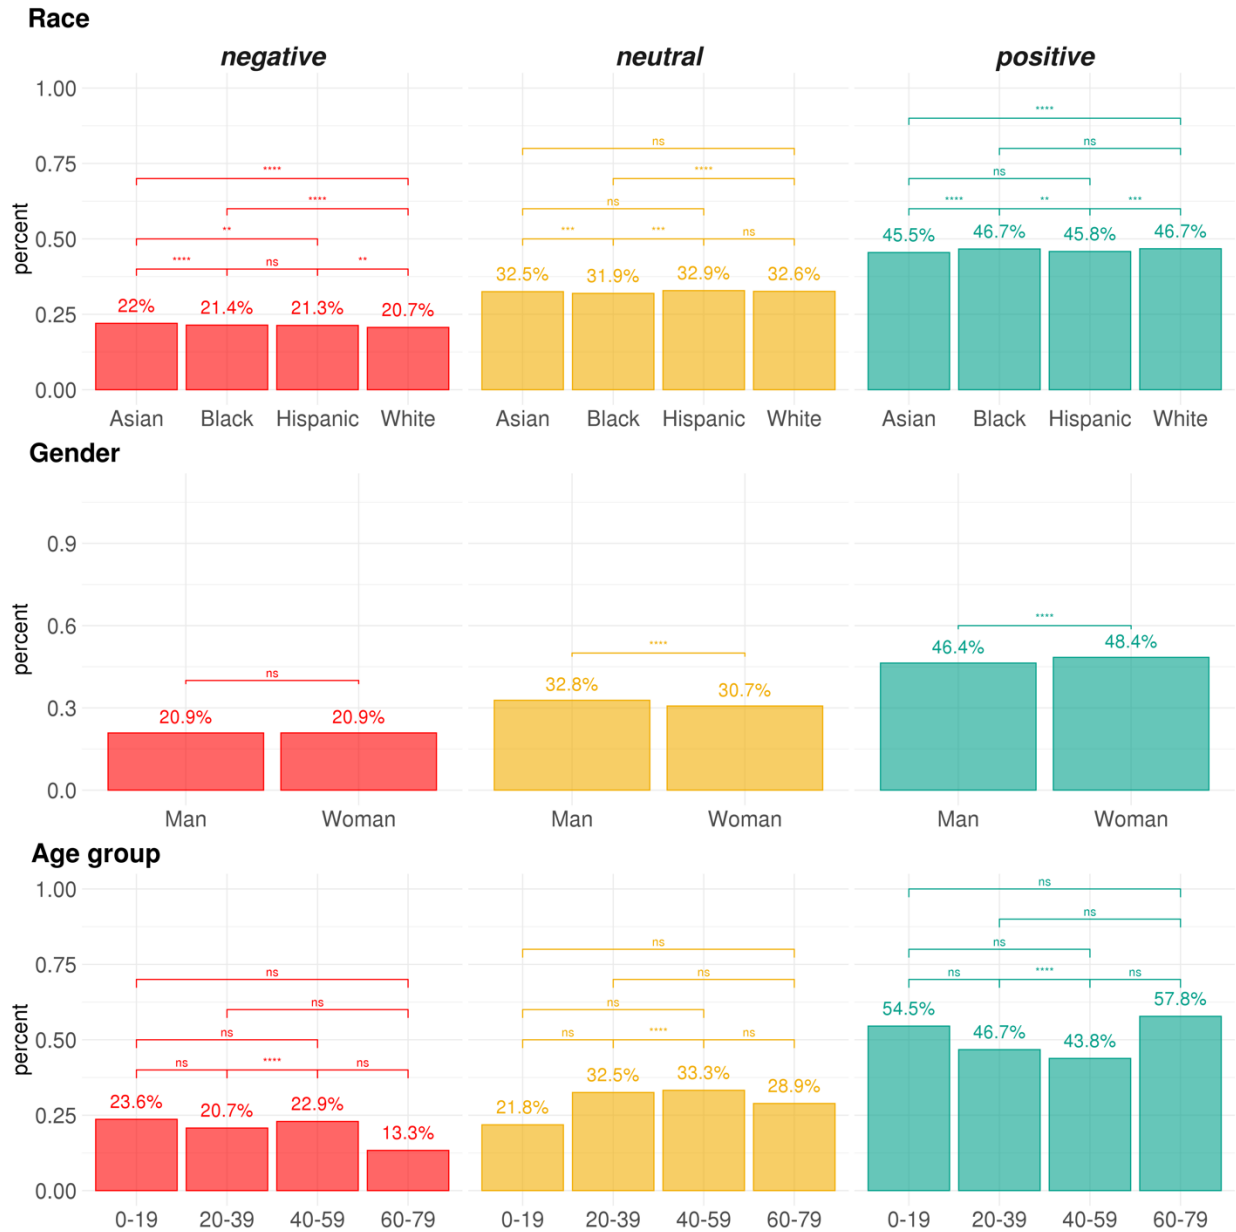 Race
negative neutral positive
1.00
****
ns ns
0.75
**** **** ns
**** ns **** ** ***
** *** *** ns
0.50
**** ns **
45.5% 46.7% 45.8% 46.7%
32.5% 31.9% 32.9% 32.6%
22% 21.4% 21.3% 20.7%
0.25
0.00
percent
Asian Black Hispanic White Asian Black Hispanic White Asian Black Hispanic White
Gender
0.9
0.6
****
46.4% 48.4%
****
ns
32.8% 30.7%
0.3
20.9% 20.9%
0.0
percent
Man Woman Man Woman Man Woman
Age group
1.00
ns
ns
ns ns
0.75
ns ns ns **** ns
ns ns
54.5% 46.7% 43.8% 57.8%
0.50
ns ns **** ns
ns **** ns
21.8% 32.5% 33.3% 28.9%
23.6% 20.7% 22.9% 13.3%
0.25
0.00
percent
0-19 20-39 40-59 60-79 0-19 20-39 40-59 60-79 0-19 20-39 40-59 60-79